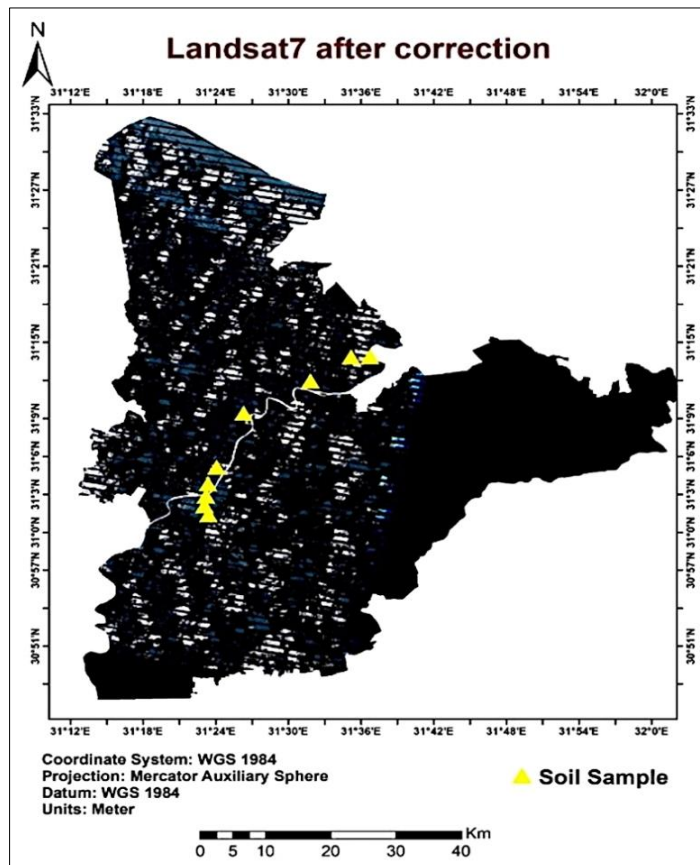 N
Landsat7 after correction
31°12'E 31°18'E 31°24'E 31°30'E 31°36'E 31°42'E 31°48'E 31°54'E 32°0'E
31°33'N
31°27'N
31°21'N
31°15'N
31°9'N
31°6'N
31°3'N
31°0'N
30°57'N
30°51'N
31°33'N
31°27'N
31°21'N
31°15'N
31°9'N
31°6'N
31°3'N
31°0'N
30°57'N
30°51'N
31°12'E 31°18'E 31°24'E 31°30'E 31°36'E 31°42'E 31°48'E 31°54'E 32°0'E
Coordinate System: WGS 1984
Projection: Mercator Auxiliary Sphere
Datum: WGS 1984
Units: Meter
Soil Sample
Km
0 5 10 20 30 40